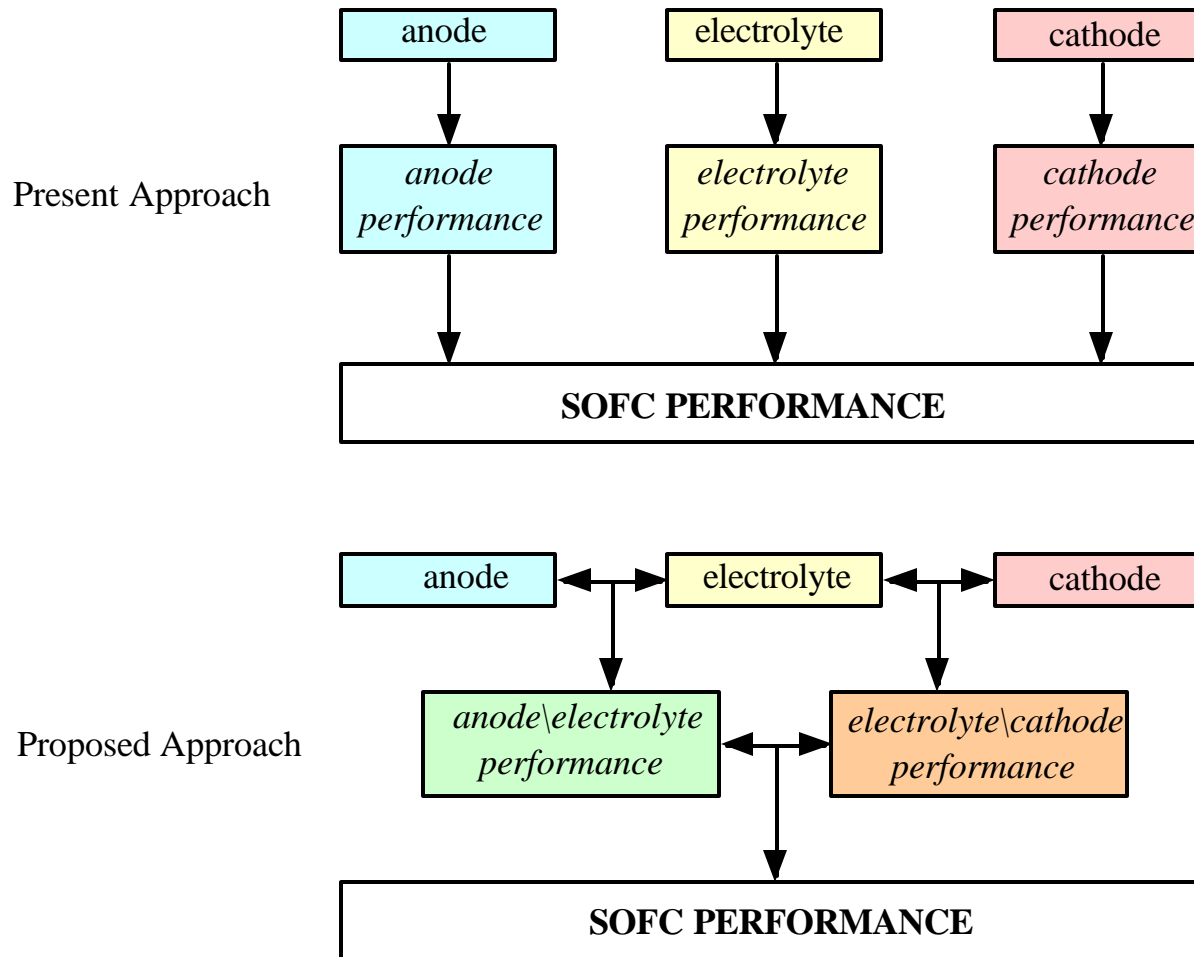 anode
electrolyte
cathode
Present Approach
anode
performance
electrolyte
performance
cathode
performance
SOFC PERFORMANCE
anode
electrolyte
cathode
Proposed Approach
anode\electrolyte
performance
electrolyte\cathode
performance
SOFC PERFORMANCE